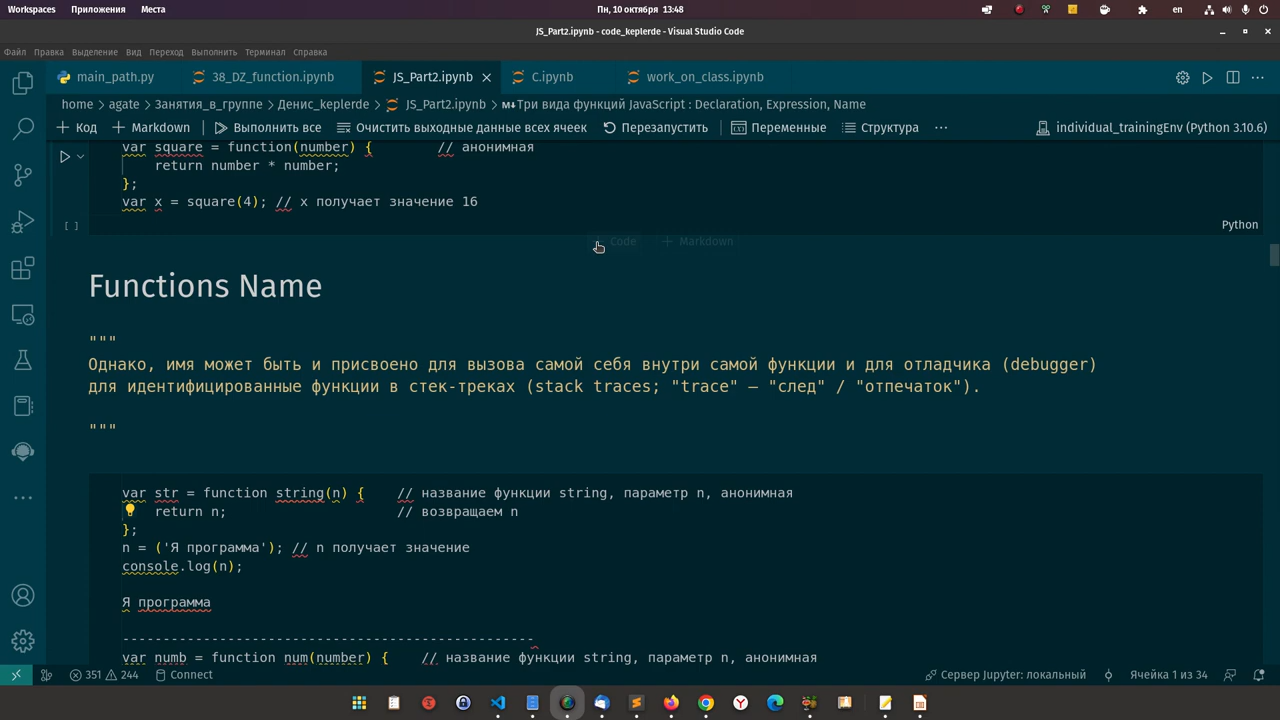 Workspaces Приложения Места Пн, 10 октября 13:48 en
JS_Part2.ipynb - code_keplerde - Visual Studio Code
Файл Правка Выделение Вид Переход Выполнить Терминал Справка
main_path.py 38_DZ_function.ipynb JS_Part2.ipynb C.ipynb work_on_class.ipynb
home > agate > Занятия_в_группе > Денис_keplerde > JS_Part2.ipynb > M↓Три вида функций JavaScript : Declaration, Expression, Name
+ Код + Markdown Выполнить все Очистить выходные данные всех ячеек Перезапустить Переменные Структура ··· individual_trainingEnv (Python 3.10.6)
var square = function(number) { // анонимная
return number * number;
};
var x = square(4); // x получает значение 16
[ ] Python
+ Code + Markdown
Functions Name
"""
Однако, имя может быть и присвоено для вызова самой себя внутри самой функции и для отладчика (debugger)
для идентифицированные функции в стек-треках (stack traces; "trace" — "след" / "отпечаток").
"""
var str = function string(n) { // название функции string, параметр n, анонимная
return n; // возвращаем n
};
n = ('Я программа'); // n получает значение
console.log(n);
Я программа
---------------------------------------------------
var numb = function num(number) { // название функции string, параметр n, анонимная
351 244 Connect Сервер Jupyter: локальный Ячейка 1 из 34